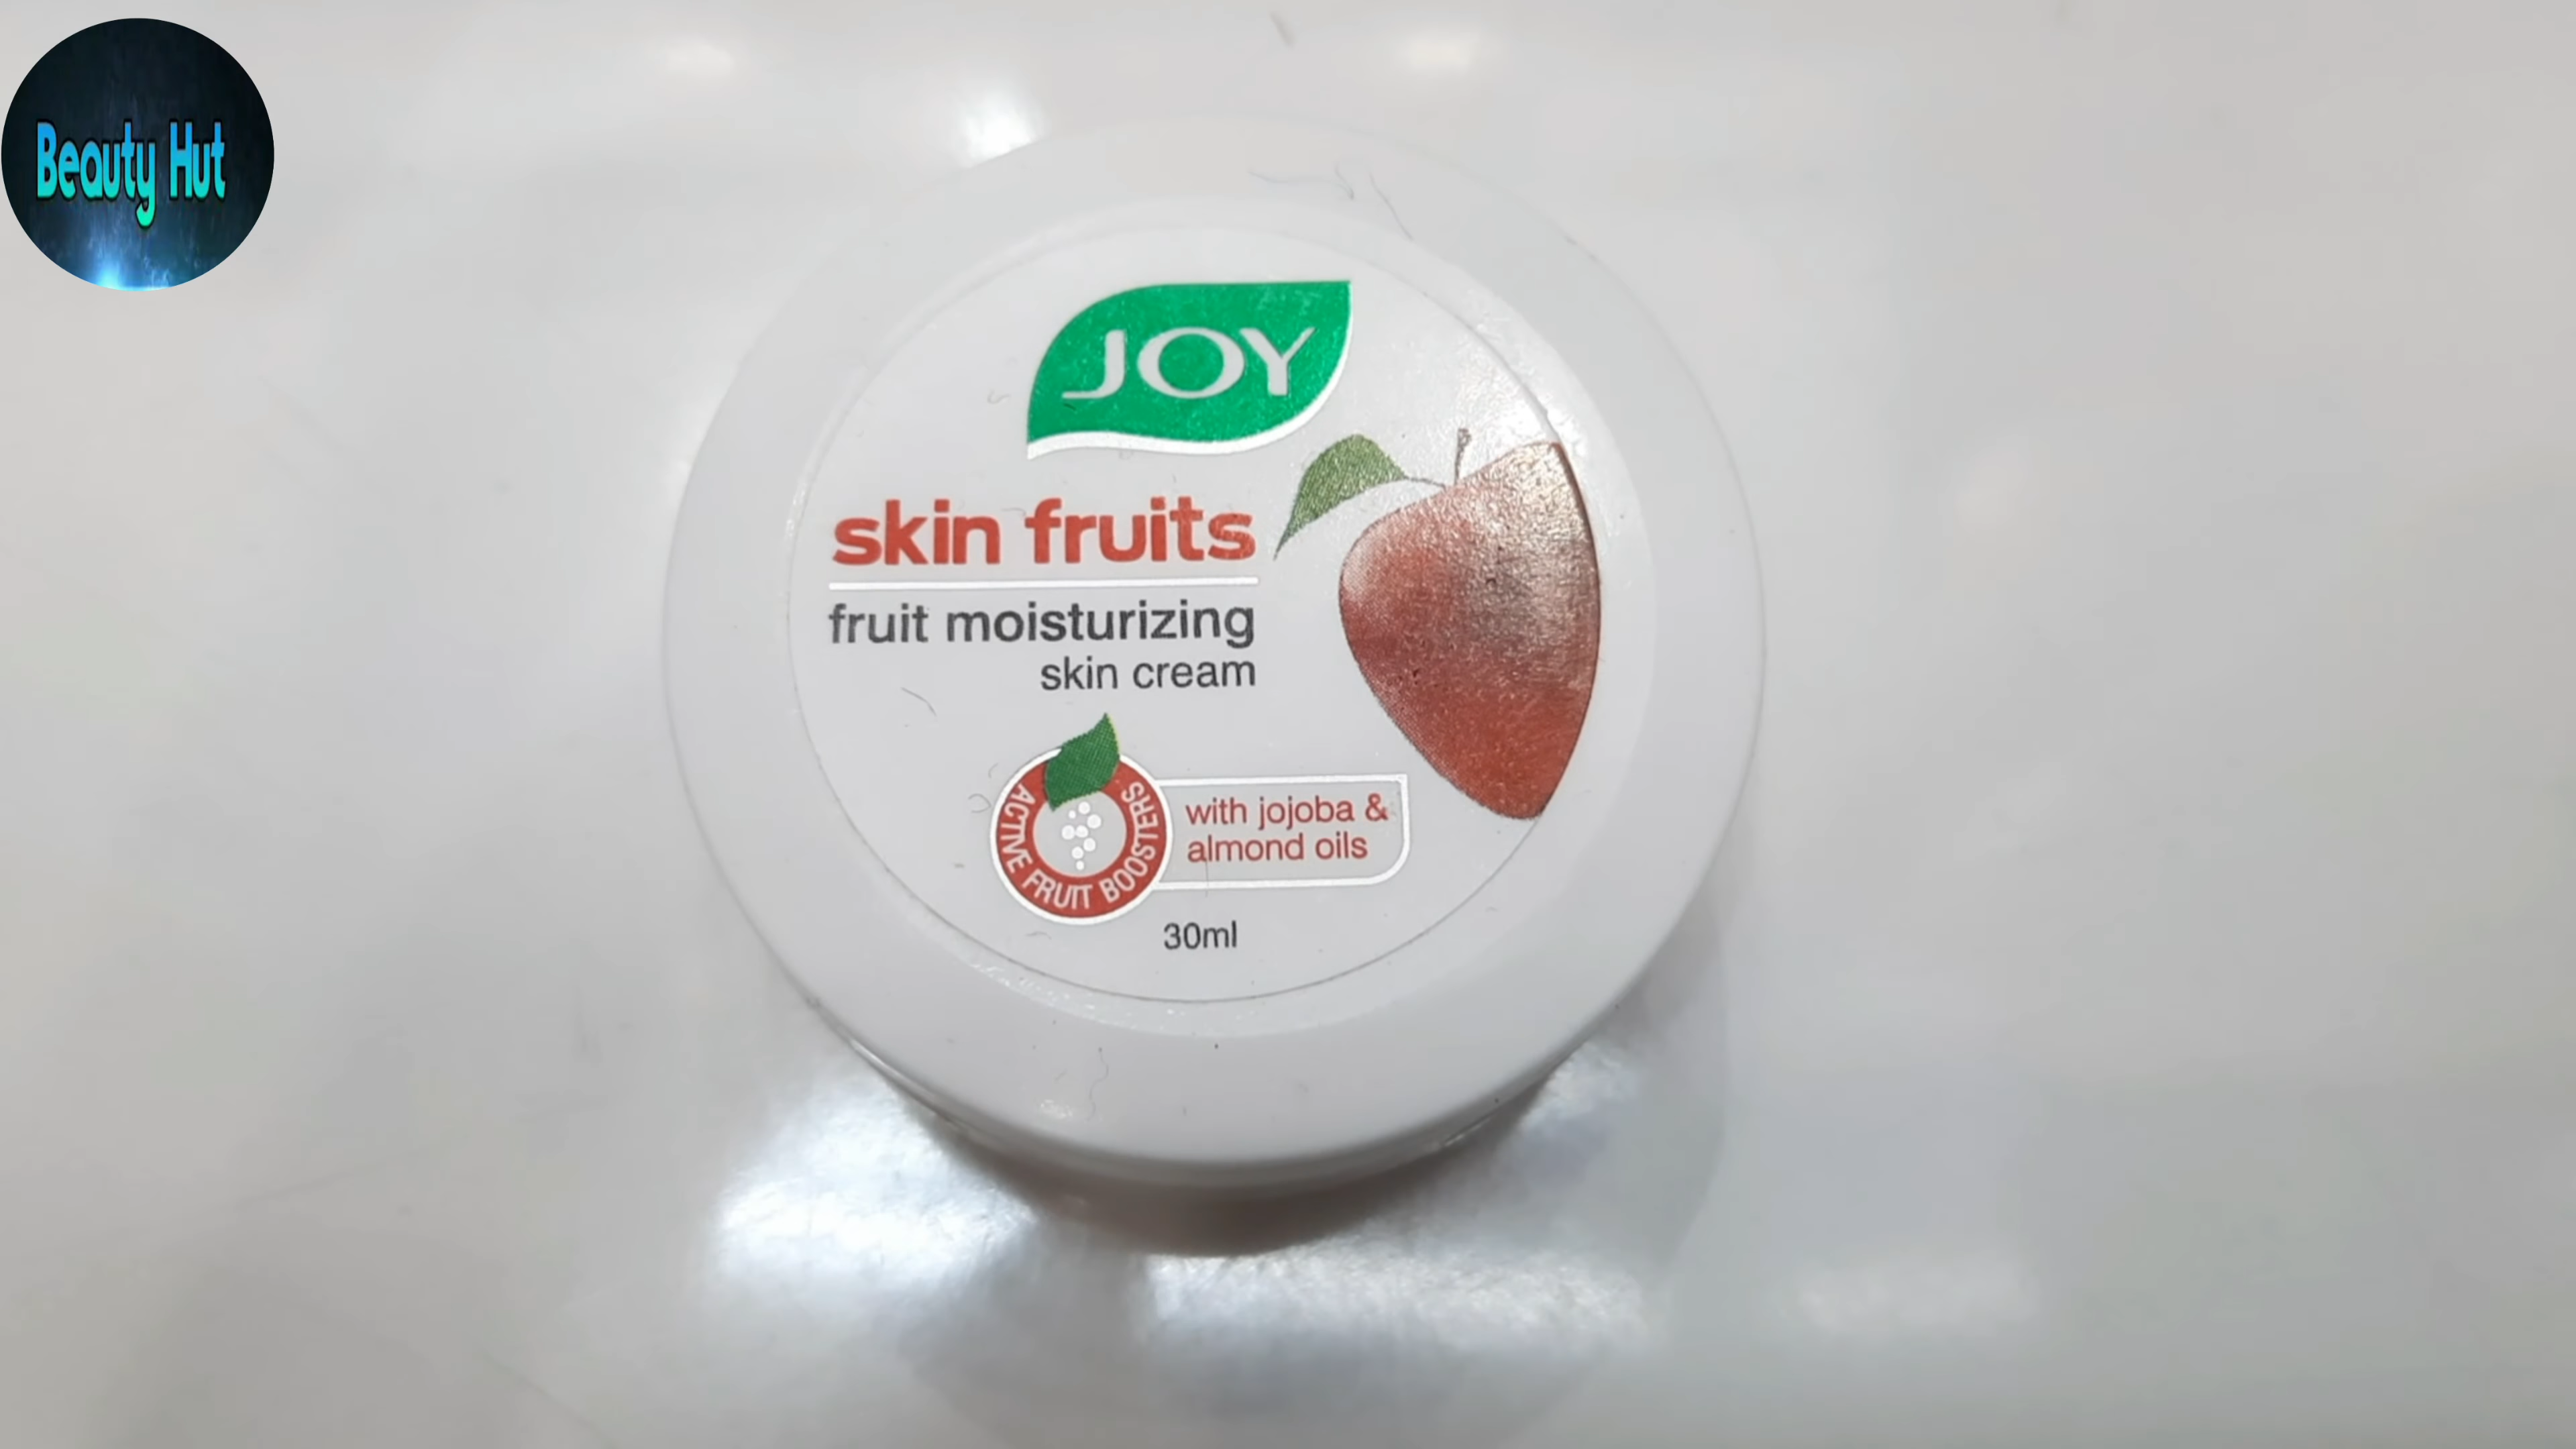 Beauty Hut
JOY
skin fruits
fruit moisturizing
skin cream
ACTIVE FRUIT BOOSTERS
with jojoba &
almond oils
30ml